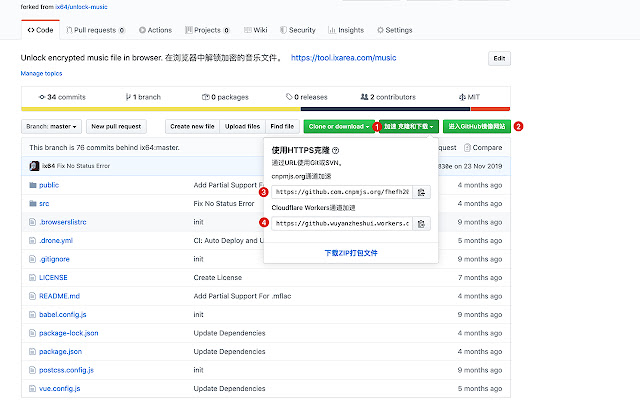 forked from ix64/unlock-music
Code Pull requests 0 Actions Projects 0 Wiki Security Insights Settings
Unlock encrypted music file in browser. 在浏览器中解锁加密的音乐文件。 https://tool.ixarea.com/music Edit
Manage topics
34 commits 1 branch 0 packages 0 releases 2 contributors MIT
Branch: master New pull request Create new file Upload files Find file Clone or download 1 加速 克隆和下载 进入GitHub镜像网站 2
This branch is 76 commits behind ix64:master. quest Compare
使用HTTPS克隆
通过URL使用Git或SVN。
ix64 Fix No Status Error 830e on 23 Nov 2019
cnpmjs.org通道加速
public Add Partial Support F 4 months ago
3 https://github.com.cnpmjs.org/fhefh20
src Fix No Status Error 4 months ago
Cloudflare Workers通道加速
.browserslistrc init 9 months ago
4 https://github.wuyanzheshui.workers.c
.drone.yml CI: Auto Deploy and U 5 months ago
下载ZIP打包文件
.gitignore init 9 months ago
LICENSE Create License 7 months ago
README.md Add Partial Support For .mflac 4 months ago
babel.config.js init 9 months ago
package-lock.json Update Dependencies 4 months ago
package.json Update Dependencies 4 months ago
postcss.config.js init 9 months ago
vue.config.js Update Dependencies 5 months ago